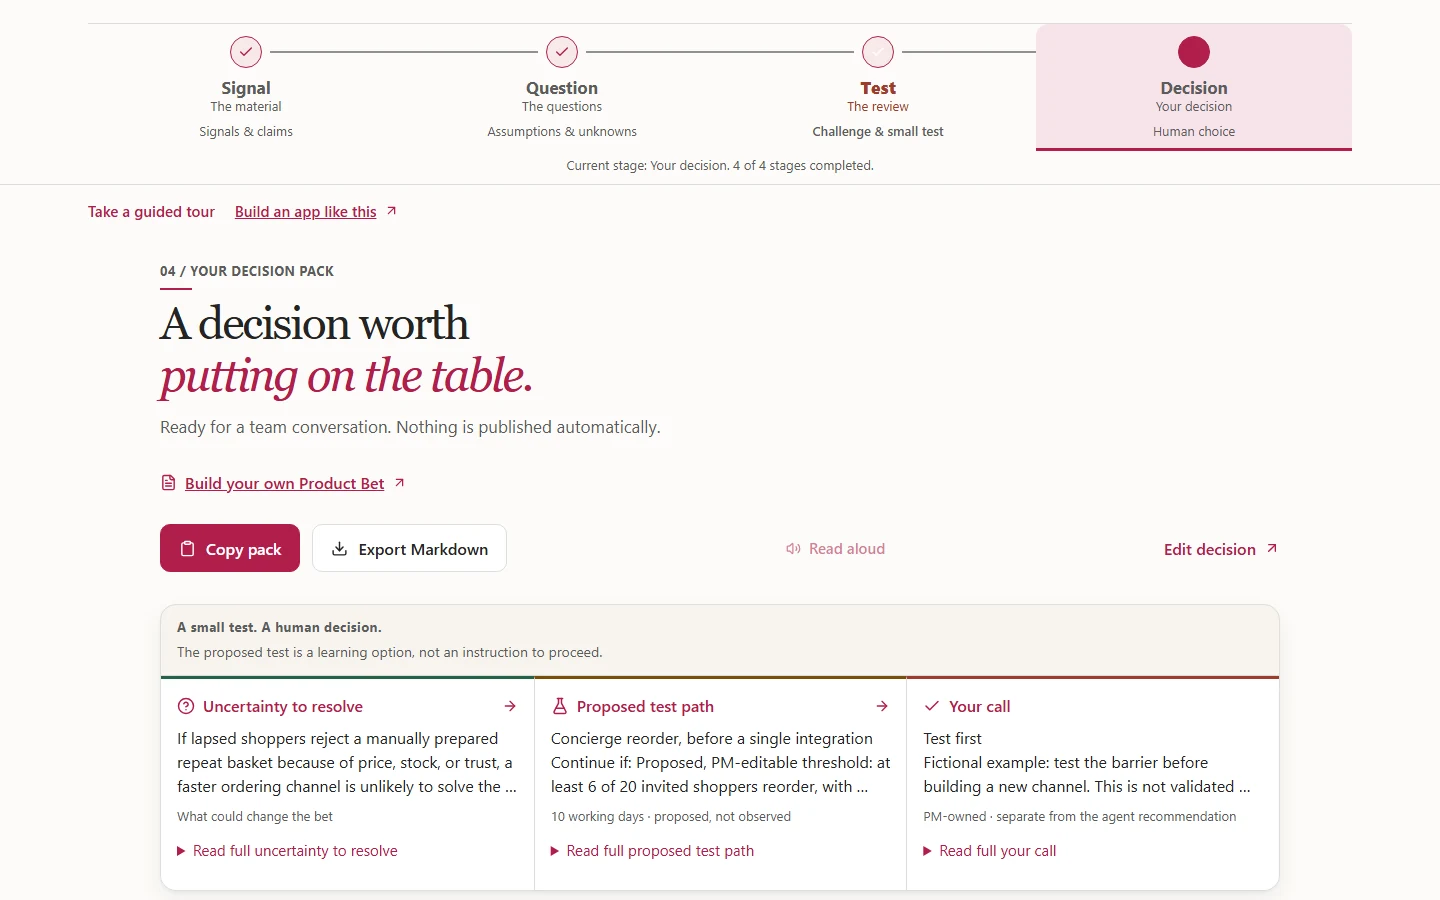 Signal
The material
Signals & claims
Question
The questions
Assumptions & unknowns
Test
The review
Challenge & small test
Decision
Your decision
Human choice
Current stage: Your decision. 4 of 4 stages completed.
Take a guided tour
Build an app like this
04 / YOUR DECISION PACK
A decision worth
putting on the table.
Ready for a team conversation. Nothing is published automatically.
Build your own Product Bet
Copy pack
Export Markdown
Read aloud
Edit decision
A small test. A human decision.
The proposed test is a learning option, not an instruction to proceed.
Uncertainty to resolve
If lapsed shoppers reject a manually prepared
repeat basket because of price, stock, or trust, a
faster ordering channel is unlikely to solve the ...
What could change the bet
Read full uncertainty to resolve
Proposed test path
Concierge reorder, before a single integration
Continue if: Proposed, PM-editable threshold: at
least 6 of 20 invited shoppers reorder, with ...
10 working days · proposed, not observed
Read full proposed test path
Your call
Test first
Fictional example: test the barrier before
building a new channel. This is not validated ...
PM-owned · separate from the agent recommendation
Read full your call